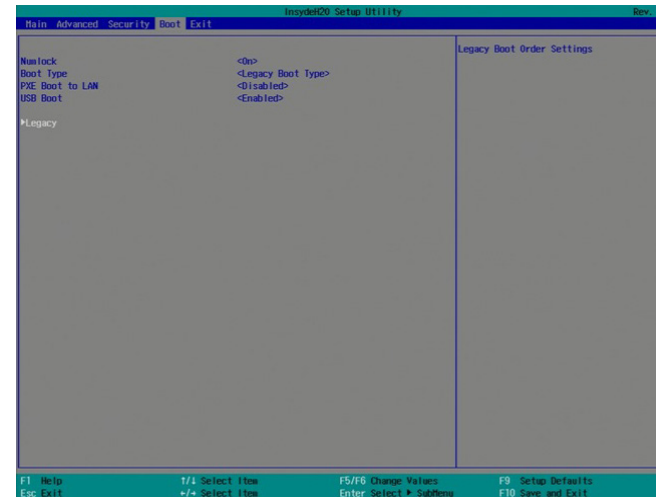 InsydeH20 Setup Utility Rev.
Main Advanced Security Boot Exit
Numlock <On>
Boot Type <Legacy Boot Type>
PXE Boot to LAN <Disabled>
USB Boot <Enabled>
▶Legacy
Legacy Boot Order Settings
F1 Help ↑/↓ Select Item F5/F6 Change Values F9 Setup Defaults
Esc Exit ←/→ Select Item Enter Select ▶ SubMenu F10 Save and Exit